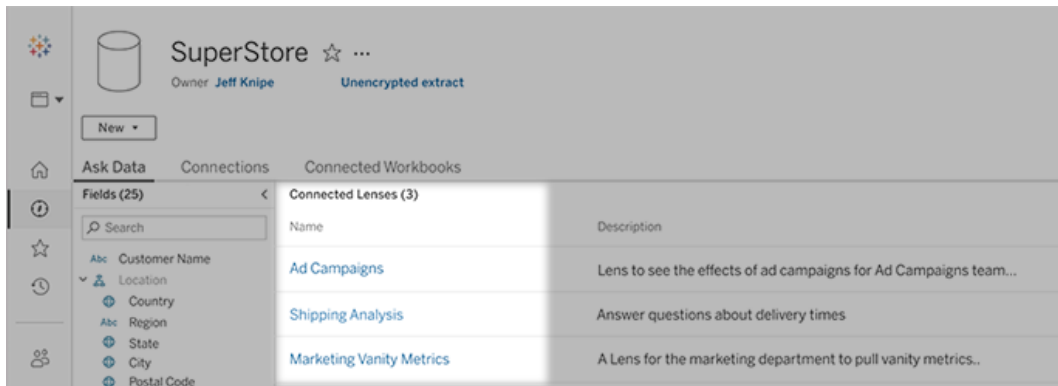 SuperStore ☆ ...
Owner Jeff Knipe Unencrypted extract
New
Ask Data Connections Connected Workbooks
Fields (25)
Search
Abc Customer Name
Location
Country
Abc Region
State
City
Postal Code
Connected Lenses (3)
Name Description
Ad Campaigns Lens to see the effects of ad campaigns for Ad Campaigns team...
Shipping Analysis Answer questions about delivery times
Marketing Vanity Metrics A Lens for the marketing department to pull vanity metrics..